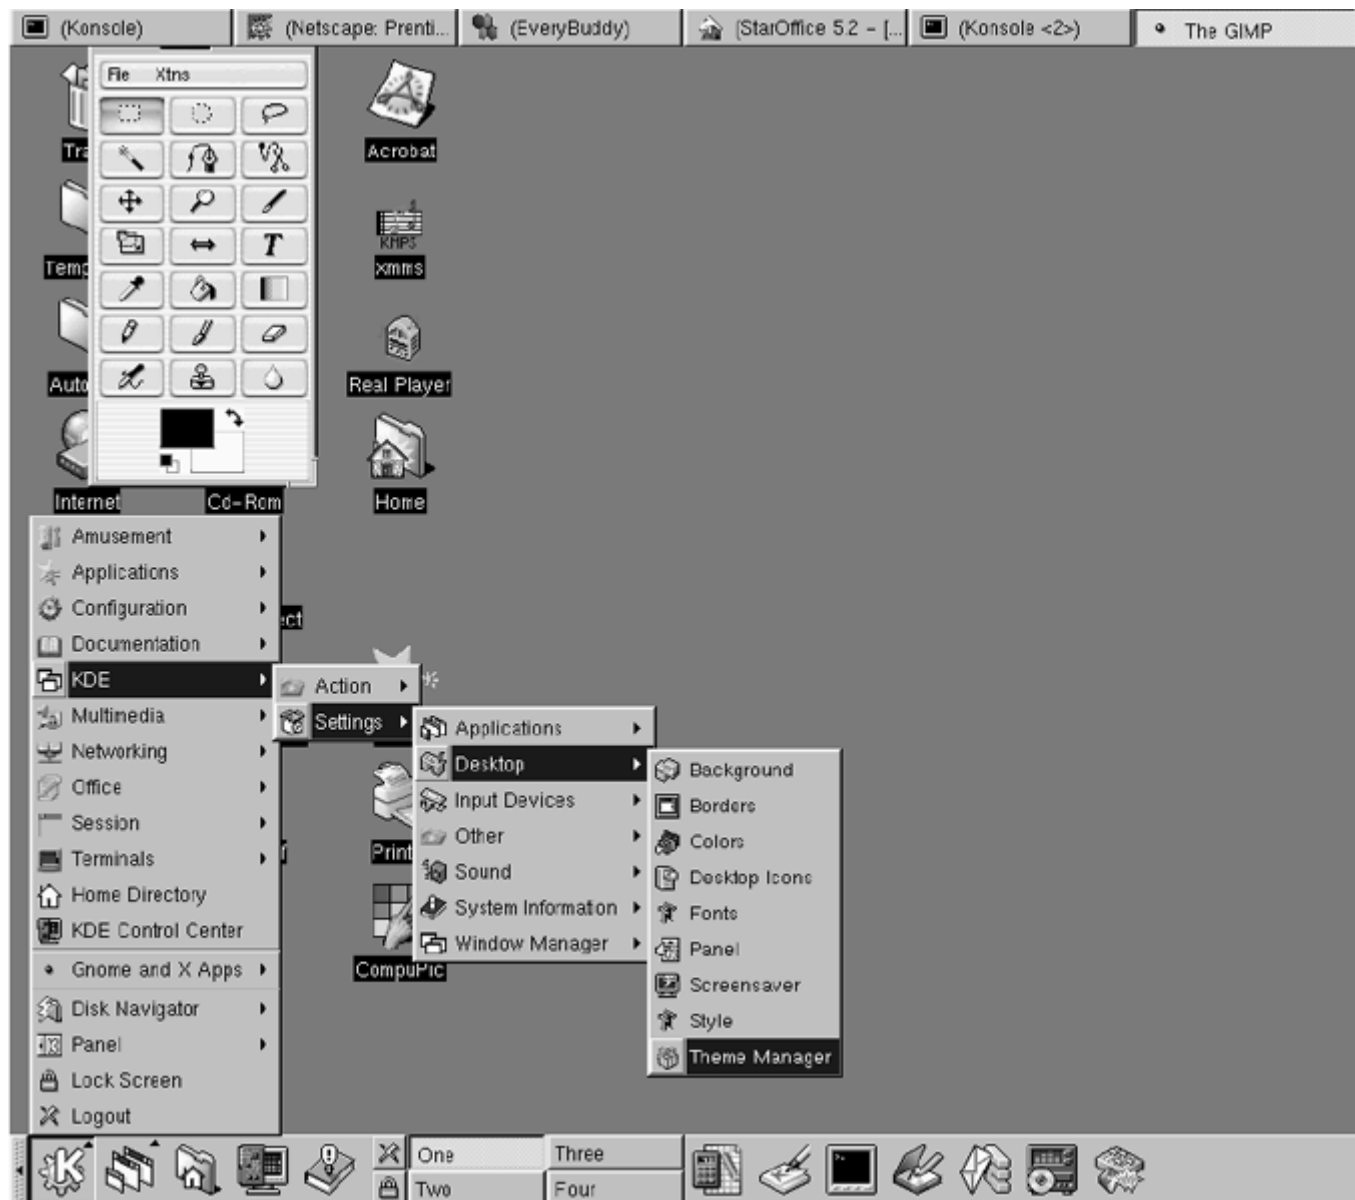 (Konsole) (Netscape: Prenti... (EveryBuddy) (StarOffice 5.2 – [... (Konsole <2>) The GIMP
File Xtns
Acrobat
KMPS
xmms
Real Player
Internet Cd-Rom Home
Amusement
Applications
Configuration
Documentation
KDE
Multimedia
Networking
Office
Session
Terminals
Home Directory
KDE Control Center
Gnome and X Apps
Disk Navigator
Panel
Lock Screen
Logout
Action
Settings
Applications
Desktop
Input Devices
Other
Sound
System Information
Window Manager
Background
Borders
Colors
Desktop Icons
Fonts
Panel
Screensaver
Style
Theme Manager
CompuPic
One Three
Two Four